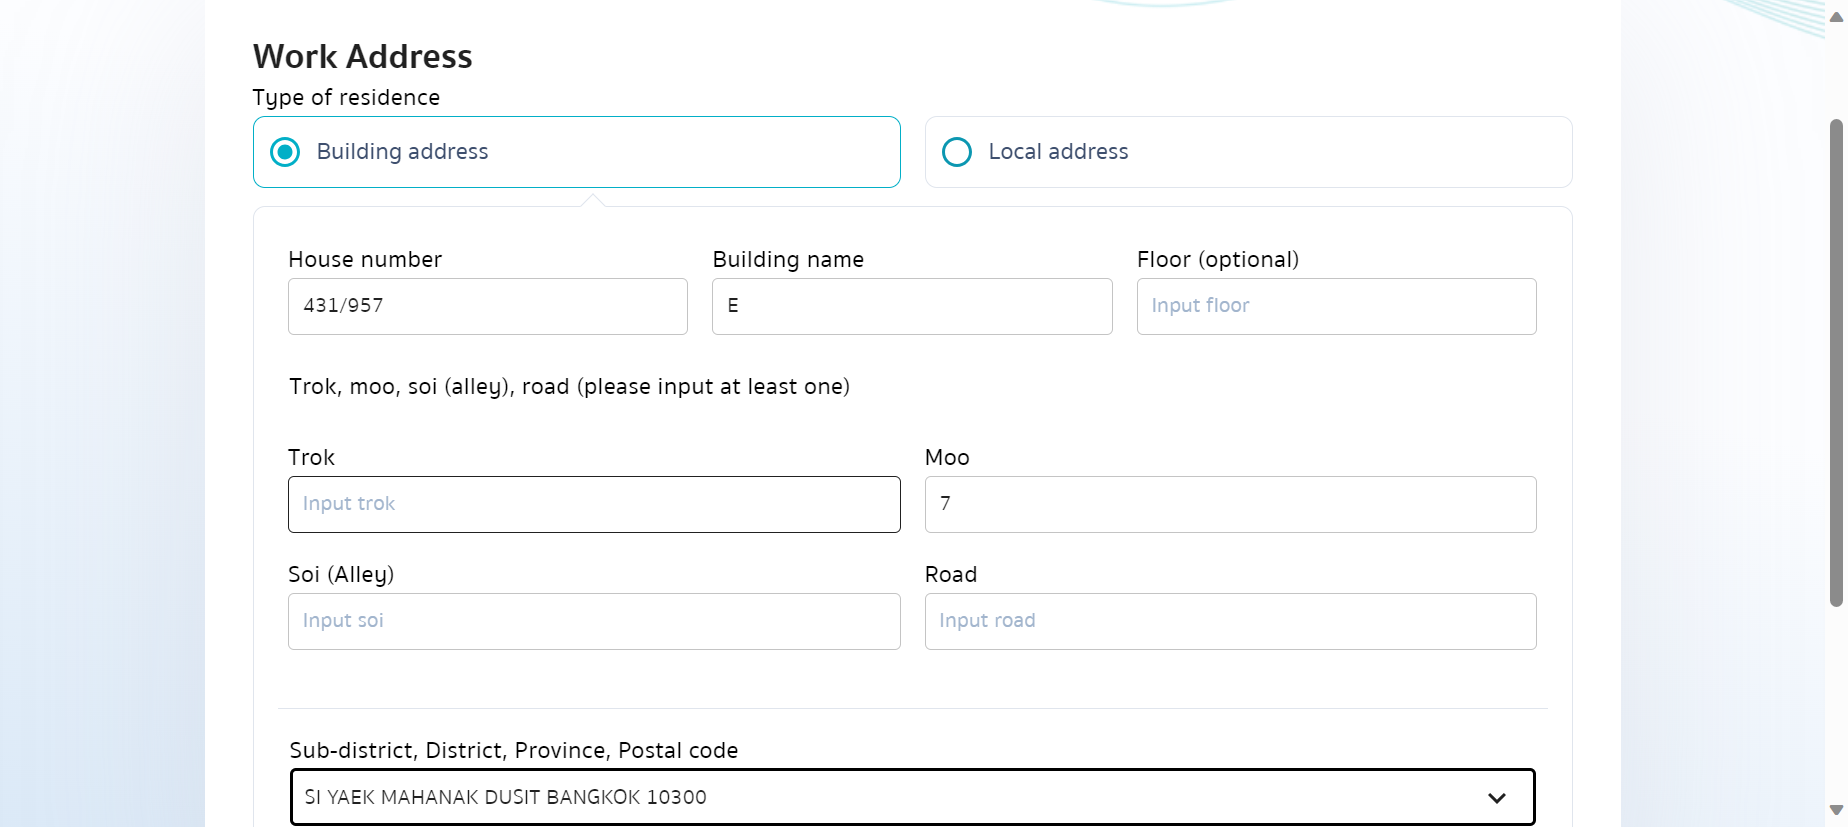 Work Address
Type of residence
Building address
Local address
House number
Building name
Floor (optional)
431/957
E
Input floor
Trok, moo, soi (alley), road (please input at least one)
Trok
Moo
Input trok
7
Soi (Alley)
Road
Input soi
Input road
Sub-district, District, Province, Postal code
SI YAEK MAHANAK DUSIT BANGKOK 10300